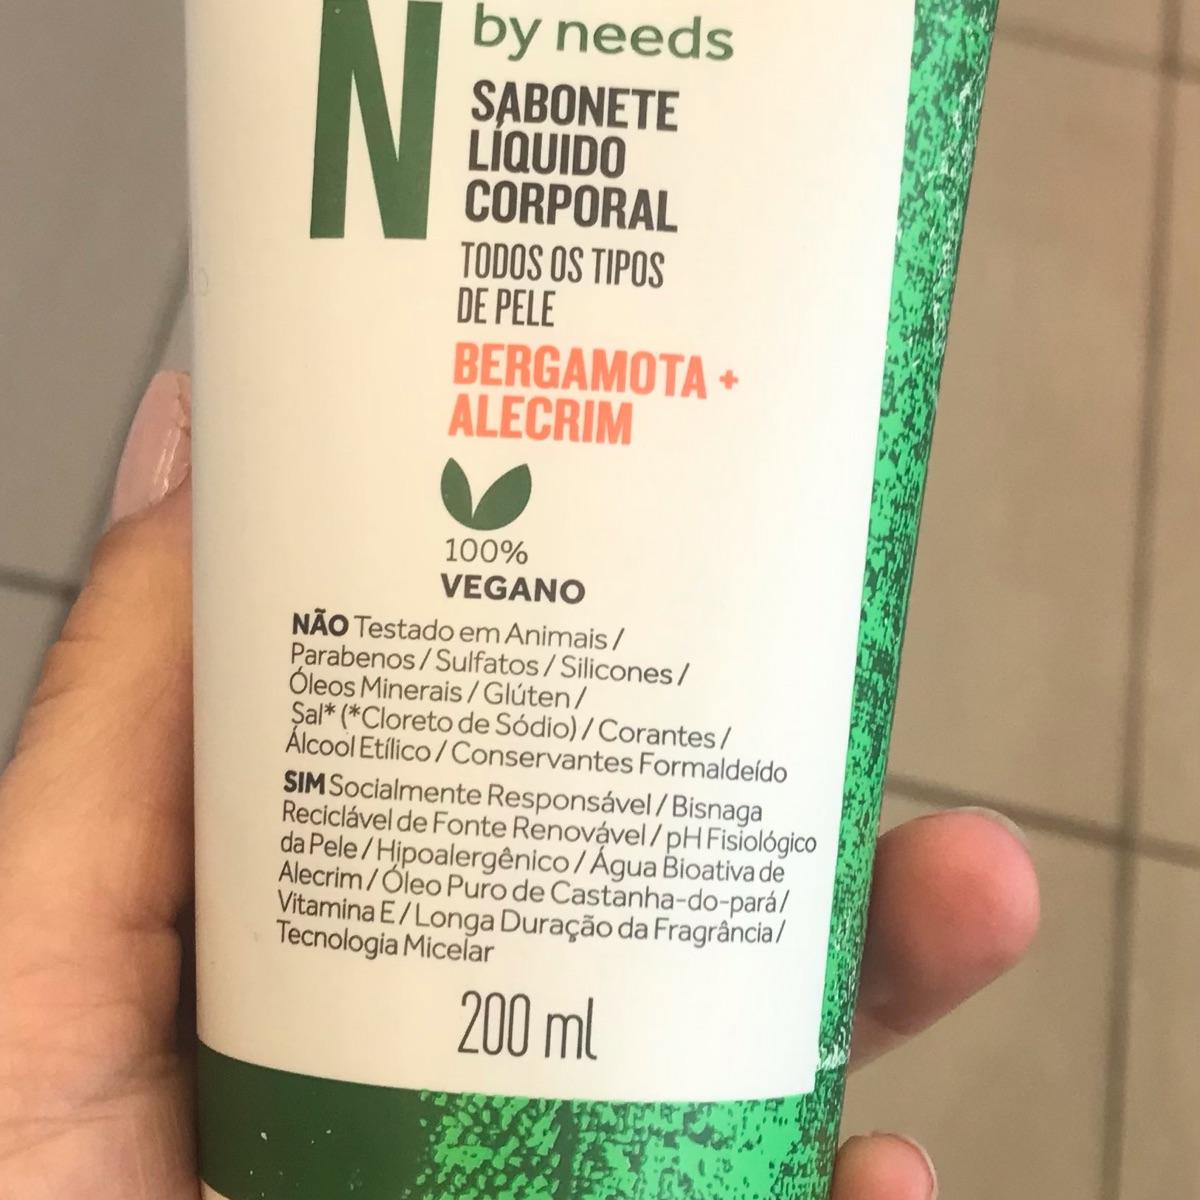 N
by needs
SABONETE
LÍQUIDO
CORPORAL
TODOS OS TIPOS
DE PELE
BERGAMOTA +
ALECRIM
100%
VEGANO
NÃO Testado em Animais /
Parabenos / Sulfatos / Silicones /
Óleos Minerais / Glúten /
Sal* (*Cloreto de Sódio) / Corantes /
Álcool Etílico / Conservantes Formaldeído
SIM Socialmente Responsável / Bisnaga
Reciclável de Fonte Renovável / pH Fisiológico
da Pele / Hipoalergênico / Água Bioativa de
Alecrim / Óleo Puro de Castanha-do-pará /
Vitamina E / Longa Duração da Fragrância /
Tecnologia Micelar
200 ml